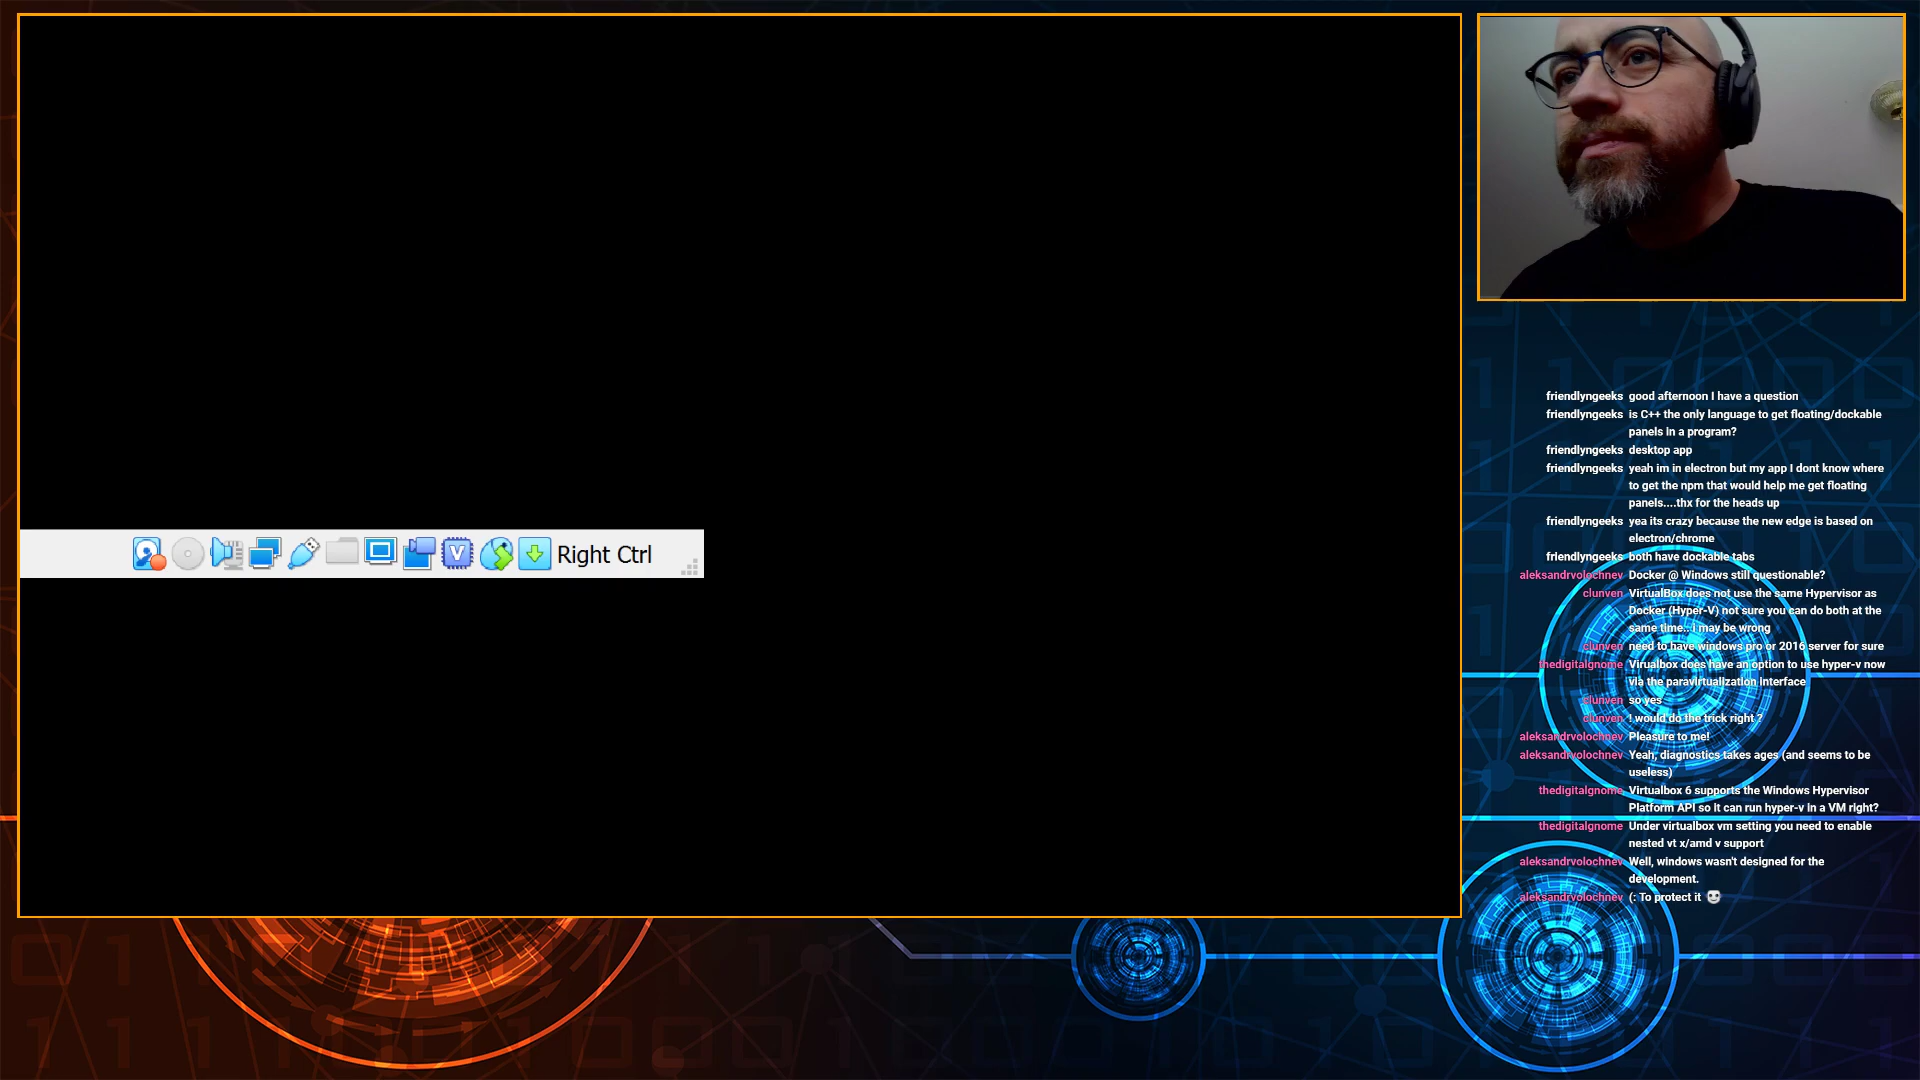 Right Ctrl
friendlyngeeks good afternoon I have a question
friendlyngeeks is C++ the only language to get floating/dockable
panels in a program?
friendlyngeeks desktop app
friendlyngeeks yeah im in electron but my app I dont know where
to get the npm that would help me get floating
panels....thx for the heads up
friendlyngeeks yea its crazy because the new edge is based on
electron/chrome
friendlyngeeks both have dockable tabs
aleksandrvolochnev Docker @ Windows still questionable?
clunven VirtualBox does not use the same Hypervisor as
Docker (Hyper-V) not sure you can do both at the
same time.. I may be wrong
clunven need to have windows pro or 2016 server for sure
thedigitalgnome Virualbox does have an option to use hyper-v now
via the paravirtualization interface
clunven so yes
clunven ! would do the trick right ?
aleksandrvolochnev Pleasure to me!
aleksandrvolochnev Yeah, diagnostics takes ages (and seems to be
useless)
thedigitalgnome Virtualbox 6 supports the Windows Hypervisor
Platform API so it can run hyper-v in a VM right?
thedigitalgnome Under virtualbox vm setting you need to enable
nested vt x/amd v support
aleksandrvolochnev Well, windows wasn't designed for the
development.
aleksandrvolochnev (: To protect it